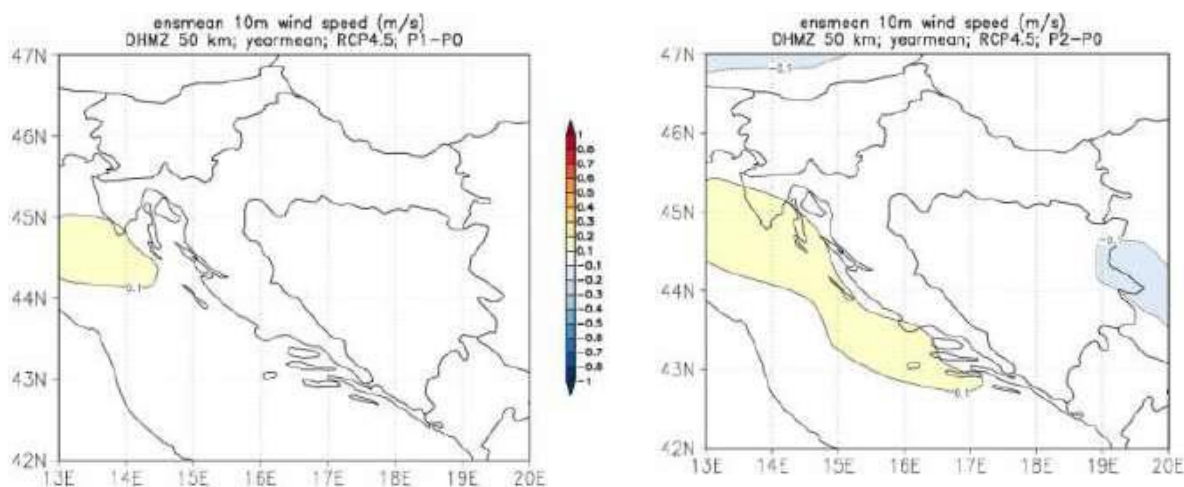 ensmean 10m wind speed (m/s)
DHMZ 50 km; yearmean; RCP4.5; P1-P0
47N
46N
45N
44N
43N
42N
13E 14E 15E 16E 17E 18E 19E 20E
0.1
1
0.8
0.7
0.6
0.5
0.4
0.3
0.2
0.1
-0.1
-0.2
-0.3
-0.4
-0.5
-0.6
-0.7
-0.8
-1
ensmean 10m wind speed (m/s)
DHMZ 50 km; yearmean; RCP4.5; P2-P0
47N
46N
45N
44N
43N
42N
13E 14E 15E 16E 17E 18E 19E 20E
-0.1
-0.1
0.1